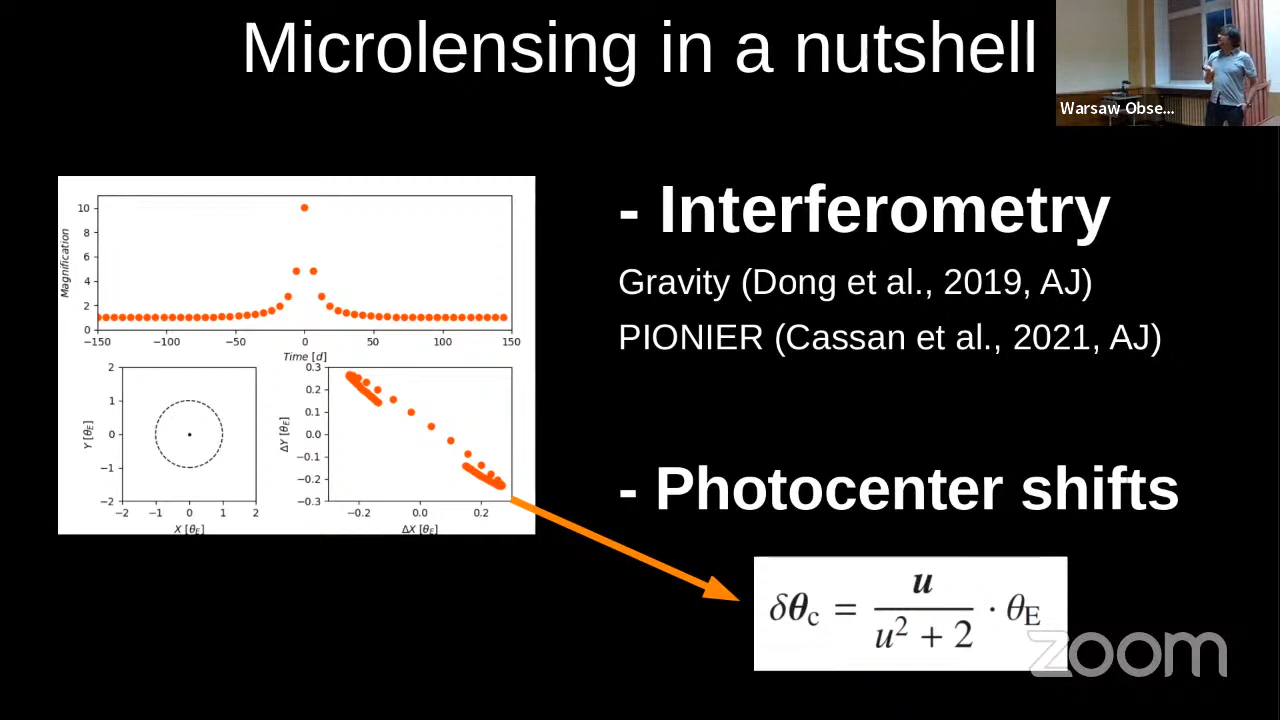 Microlensing in a nutshell
Warsaw Obse...
10
8
6
4
2
0
Magnification
−150 −100 −50 0 50 100 150
Time [d]
2
1
0
−1
−2
Y [θE]
−2 −1 0 1 2
X [θE]
0.3
0.2
0.1
0.0
−0.1
−0.2
−0.3
ΔY [θE]
−0.2 0.0 0.2
ΔX [θE]
- Interferometry
Gravity (Dong et al., 2019, AJ)
PIONIER (Cassan et al., 2021, AJ)
- Photocenter shifts
δθc = u / (u² + 2) · θE
zoom